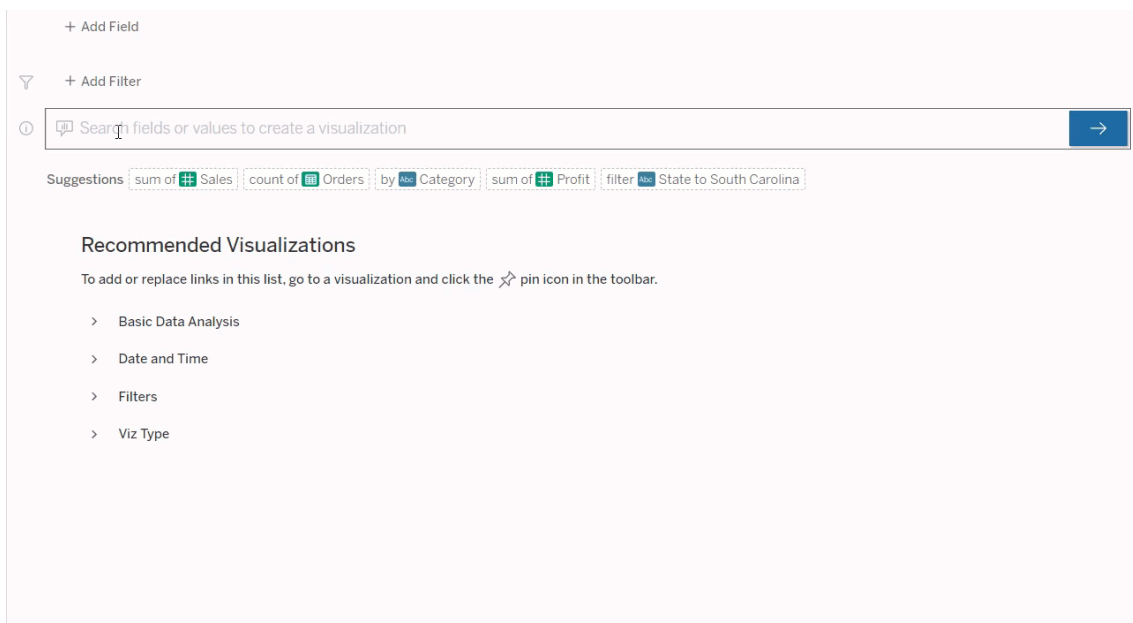 + Add Field
+ Add Filter
Search fields or values to create a visualization
Suggestions sum of Sales count of Orders by Abc Category sum of Profit filter Abc State to South Carolina
Recommended Visualizations
To add or replace links in this list, go to a visualization and click the pin icon in the toolbar.
Basic Data Analysis
Date and Time
Filters
Viz Type